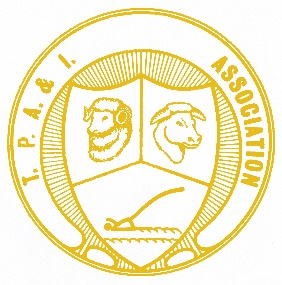 T. P. A. & I. ASSOCIATION